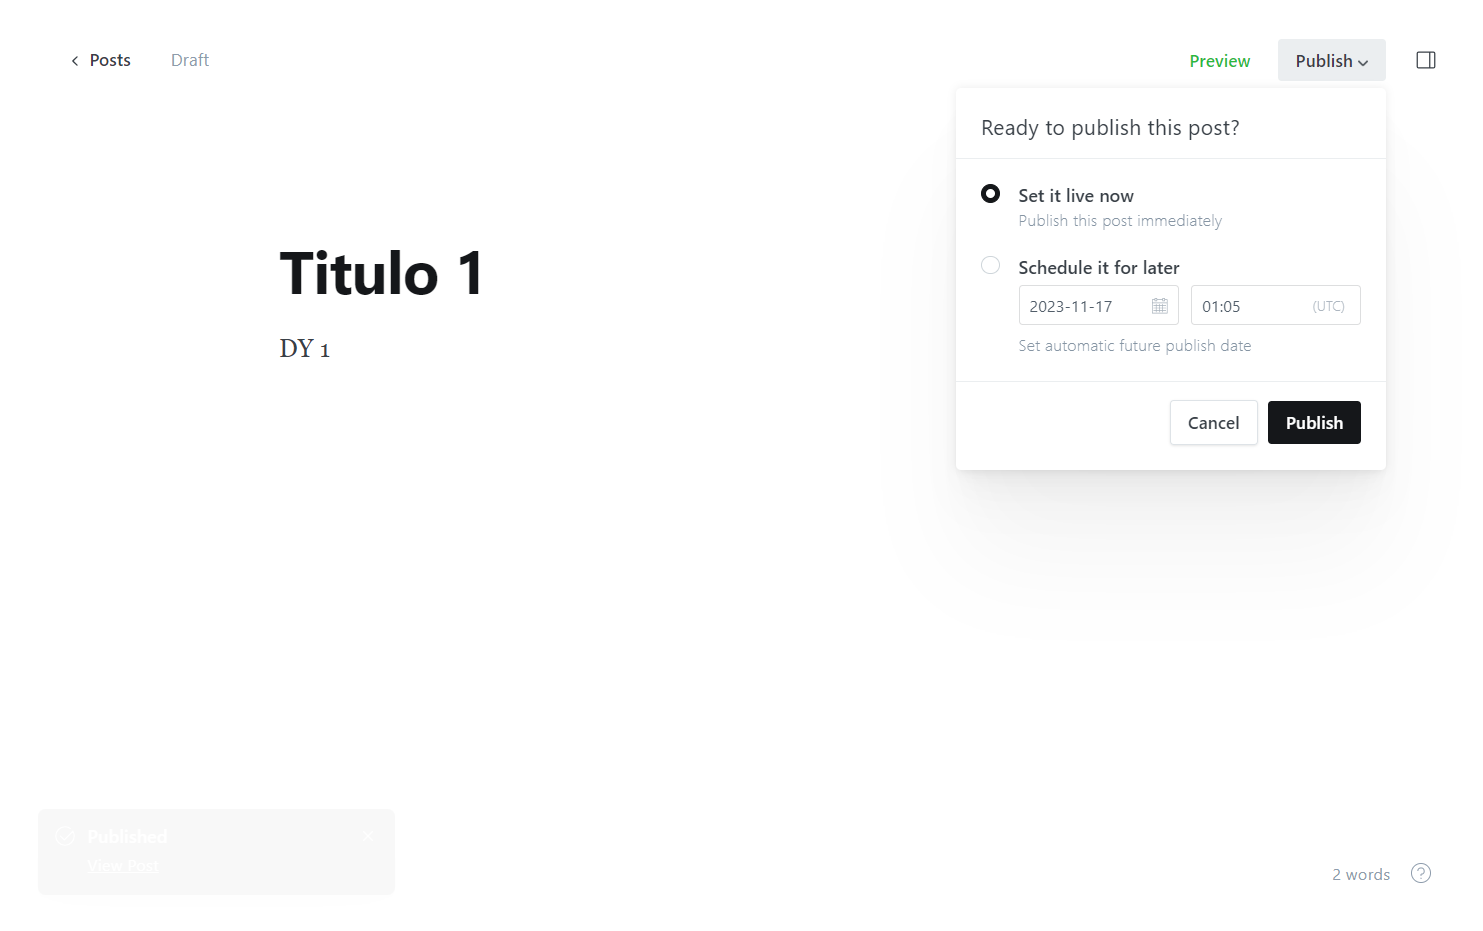 Posts
Draft
Preview
Publish
Ready to publish this post?
Set it live now
Publish this post immediately
Schedule it for later
2023-11-17
01:05
(UTC)
Set automatic future publish date
Cancel
Publish
Titulo 1
DY 1
Published
View Post
2 words
?